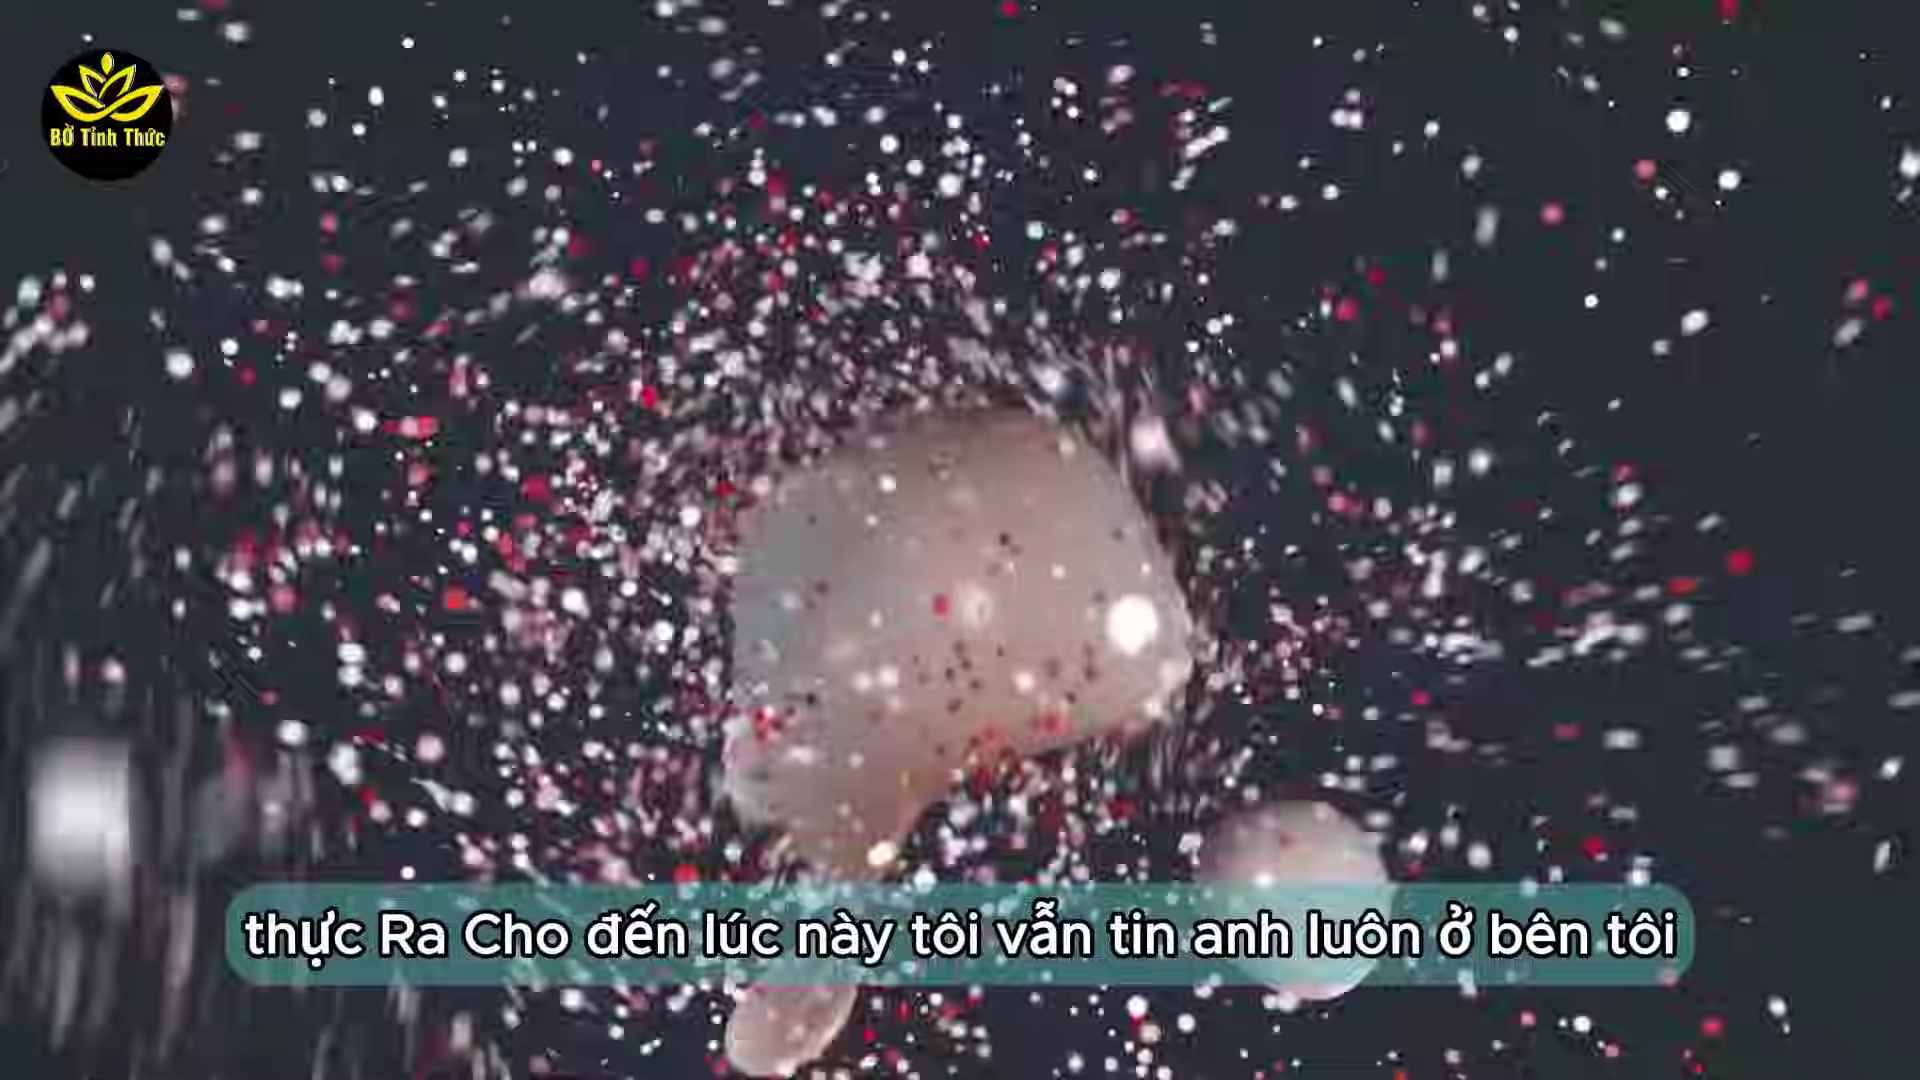 BỜ Tỉnh Thức
thực Ra Cho đến lúc này tôi vẫn tin anh luôn ở bên tôi